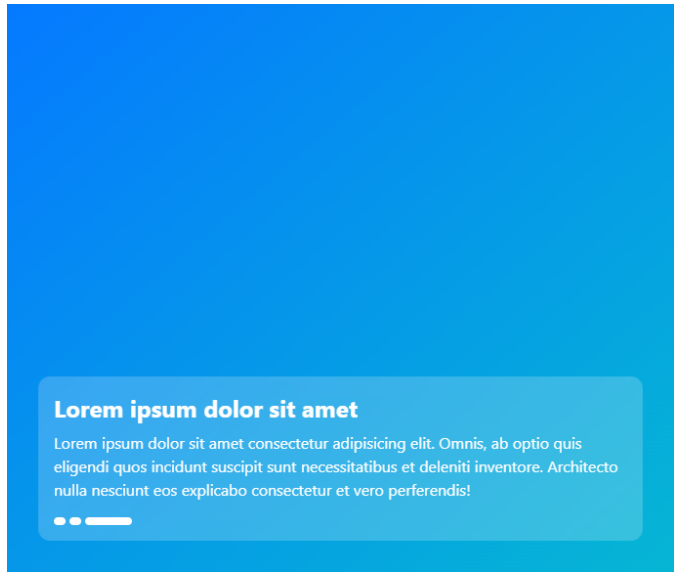 Lorem ipsum dolor sit amet
Lorem ipsum dolor sit amet consectetur adipisicing elit. Omnis, ab optio quis
eligendi quos incidunt suscipit sunt necessitatibus et deleniti inventore. Architecto
nulla nesciunt eos explicabo consectetur et vero perferendis!